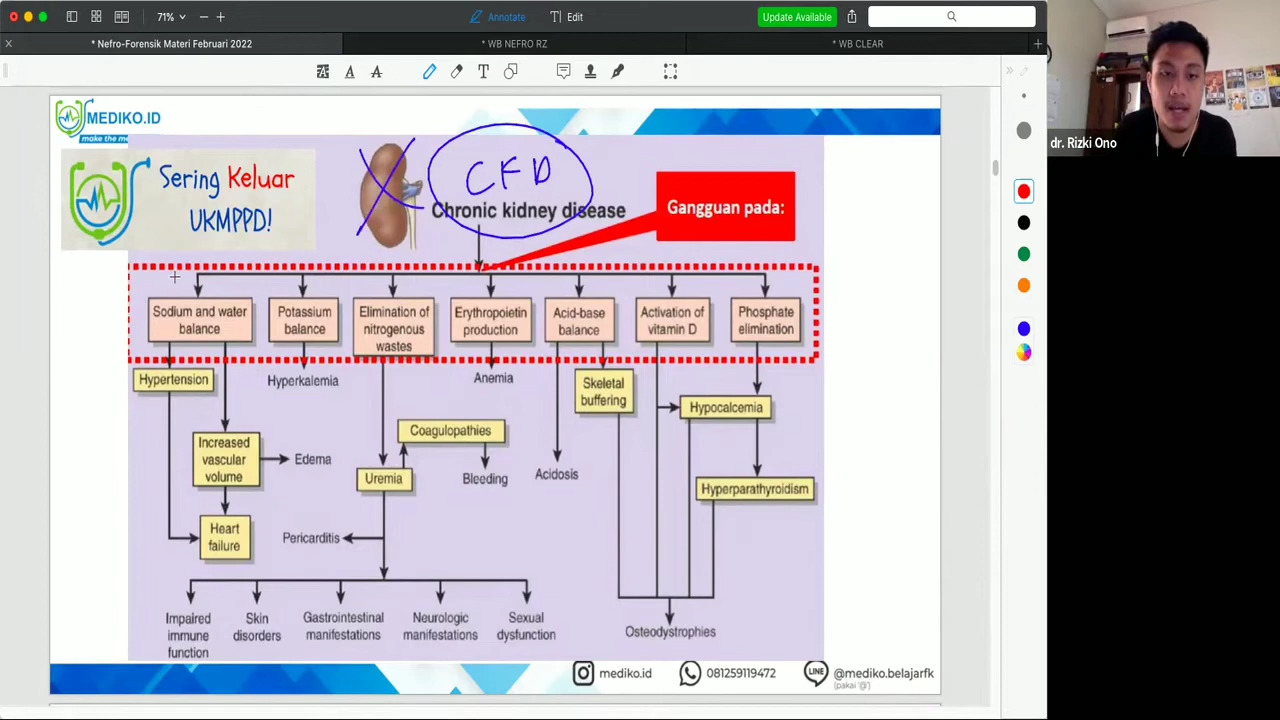 71%
Annotate
Edit
Update Available
* Nefro-Forensik Materi Februari 2022
* WB NEFRO RZ
* WB CLEAR
dr. Rizki Ono
MEDIKO.ID
Sering Keluar
UKMPPD!
CFD
Chronic kidney disease
Gangguan pada:
Sodium and water
balance
Potassium
balance
Elimination of
nitrogenous
wastes
Erythropoietin
production
Acid-base
balance
Activation of
vitamin D
Phosphate
elimination
Hypertension
Hyperkalemia
Anemia
Skeletal
buffering
Hypocalcemia
Increased
vascular
volume
Edema
Coagulopathies
Uremia
Bleeding
Acidosis
Hyperparathyroidism
Heart
failure
Pericarditis
Impaired
immune
function
Skin
disorders
Gastrointestinal
manifestations
Neurologic
manifestations
Sexual
dysfunction
Osteodystrophies
mediko.id
081259119472
LINE
@mediko.belajarfk
(pakai '@')